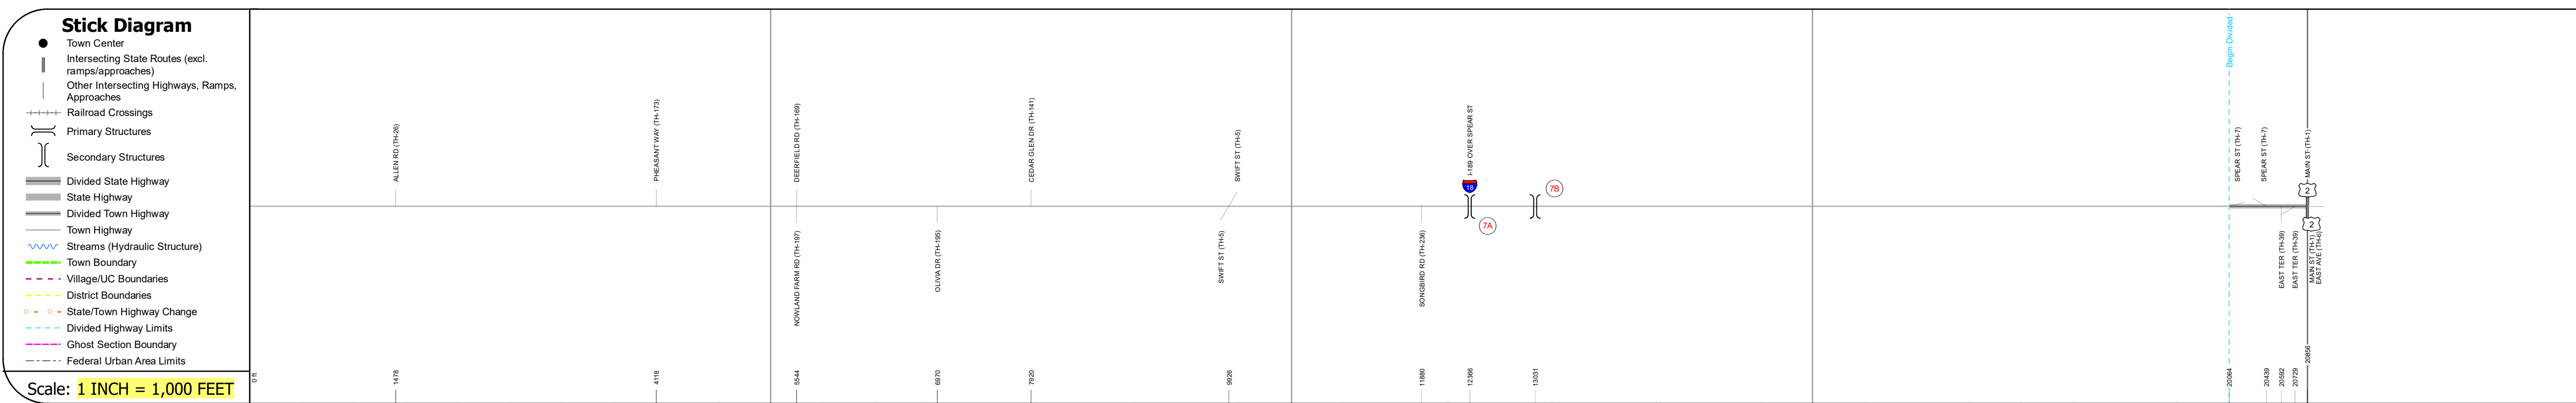 Stick Diagram
Town Center
Intersecting State Routes (excl.
ramps/approaches)
Other Intersecting Highways, Ramps,
Approaches
Railroad Crossings
Primary Structures
Secondary Structures
Divided State Highway
State Highway
Divided Town Highway
Town Highway
Streams (Hydraulic Structure)
Town Boundary
Village/UC Boundaries
District Boundaries
State/Town Highway Change
Divided Highway Limits
Ghost Section Boundary
Federal Urban Area Limits
Scale: 1 INCH = 1,000 FEET
ALLEN RD (TH-26)
PHEASANT WAY (TH-173)
DEERFIELD RD (TH-169)
CEDAR GLEN DR (TH-141)
SWIFT ST (TH-5)
I-189 OVER SPEAR ST
18
7B
7A
Begin Divided
SPEAR ST (TH-7)
SPEAR ST (TH-7)
MAIN ST (TH-1)
2
2
NOWLAND FARM RD (TH-197)
OLIVIA DR (TH-195)
SWIFT ST (TH-5)
SONGBIRD RD (TH-236)
EAST TER (TH-39)
EAST TER (TH-39)
MAIN ST (TH-1)
EAST AVE (TH-6)
0 ft
1478
4118
5544
6970
7920
9926
11880
12366
13031
20064
20439
20592
20729
20856